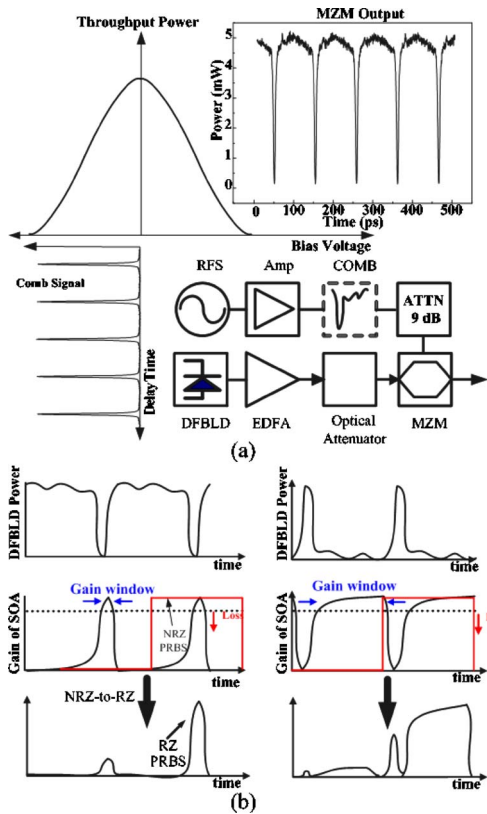 Throughput Power
MZM Output
Power (mW)
5
4
3
2
1
0
0 100 200 300 400 500
Time (ps)
Bias Voltage
Comb Signal
Delay Time
RFS
Amp
COMB
ATTN
9 dB
DFBLD
EDFA
Optical
Attenuator
MZM
(a)
DFBLD Power
time
DFBLD Power
time
Gain of SOA
Gain window
Loss
NRZ
PRBS
time
Gain of SOA
Gain window
time
NRZ-to-RZ
RZ
PRBS
time
time
(b)